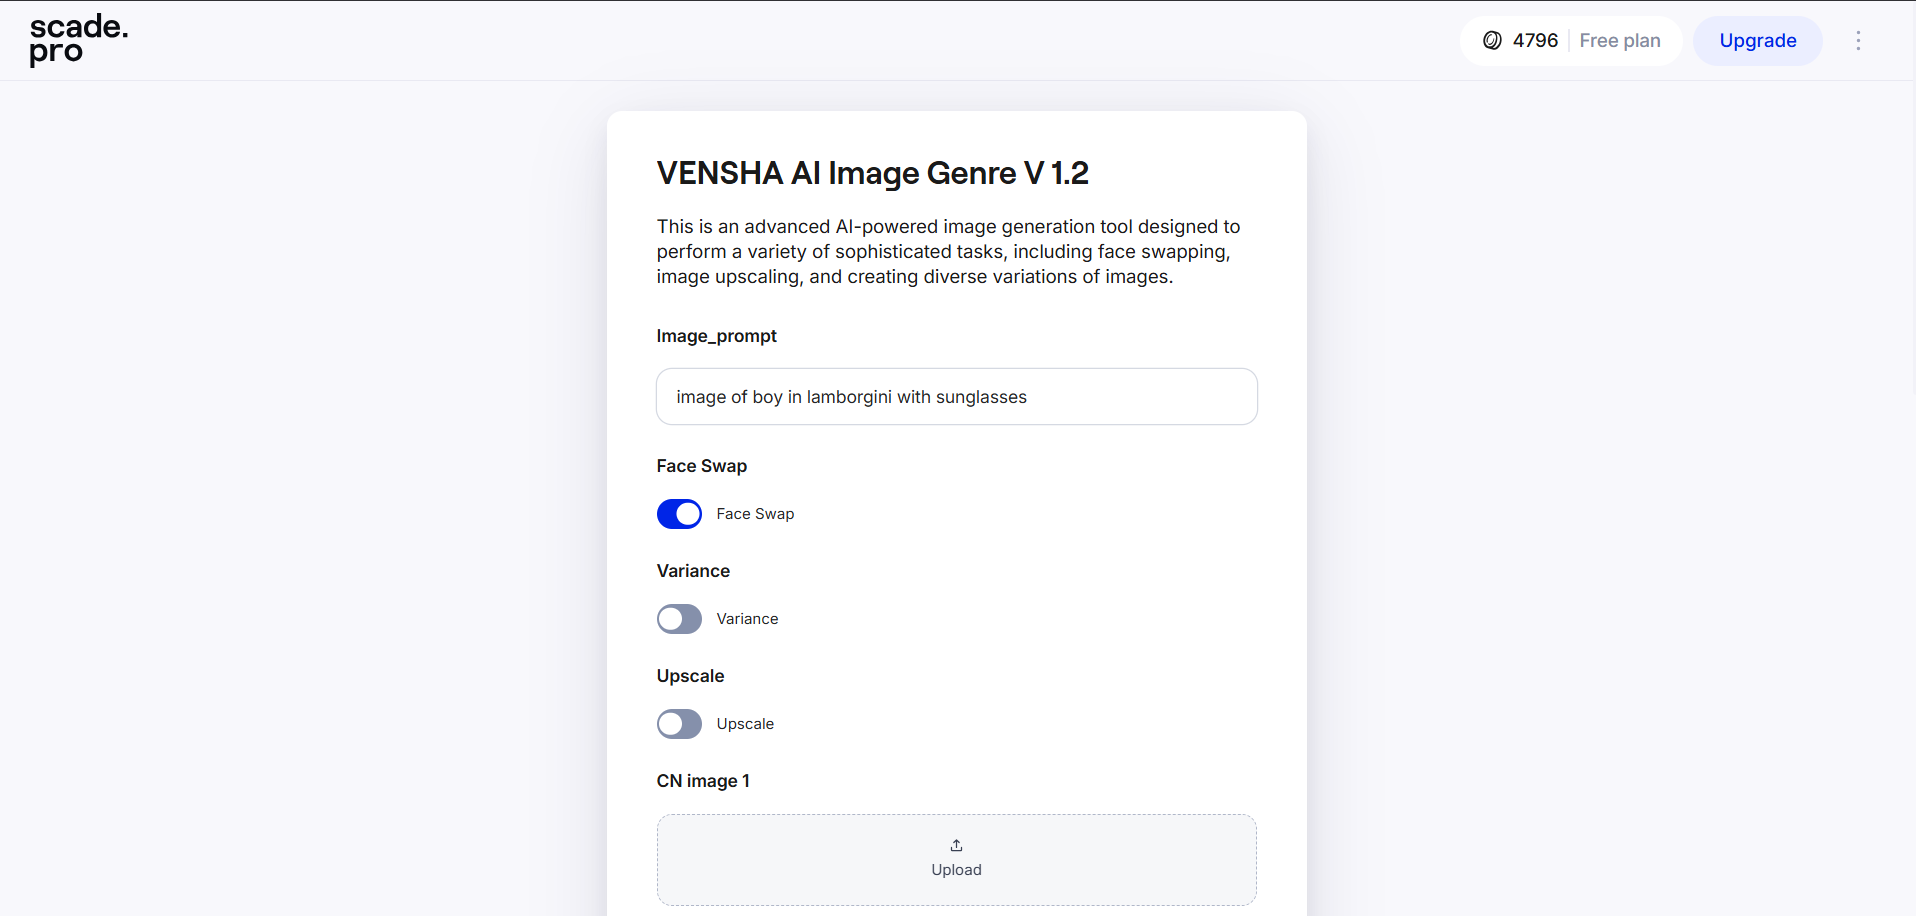 scade.
pro
4796 Free plan Upgrade
VENSHA AI Image Genre V 1.2
This is an advanced AI-powered image generation tool designed to
perform a variety of sophisticated tasks, including face swapping,
image upscaling, and creating diverse variations of images.
Image_prompt
image of boy in lamborgini with sunglasses
Face Swap
Face Swap
Variance
Variance
Upscale
Upscale
CN image 1
Upload